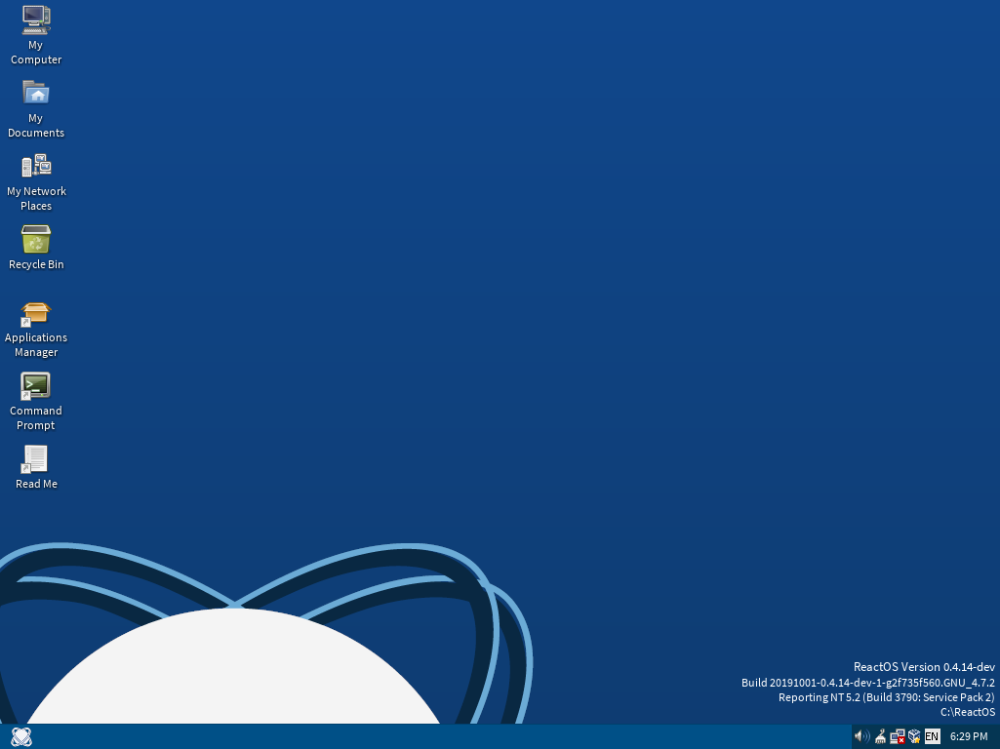 My
Computer
My
Documents
My Network
Places
Recycle Bin
Applications
Manager
Command
Prompt
Read Me
ReactOS Version 0.4.14-dev
Build 20191001-0.4.14-dev-1-g2f735f560.GNU_4.7.2
Reporting NT 5.2 (Build 3790: Service Pack 2)
C:\ReactOS
EN
6:29 PM